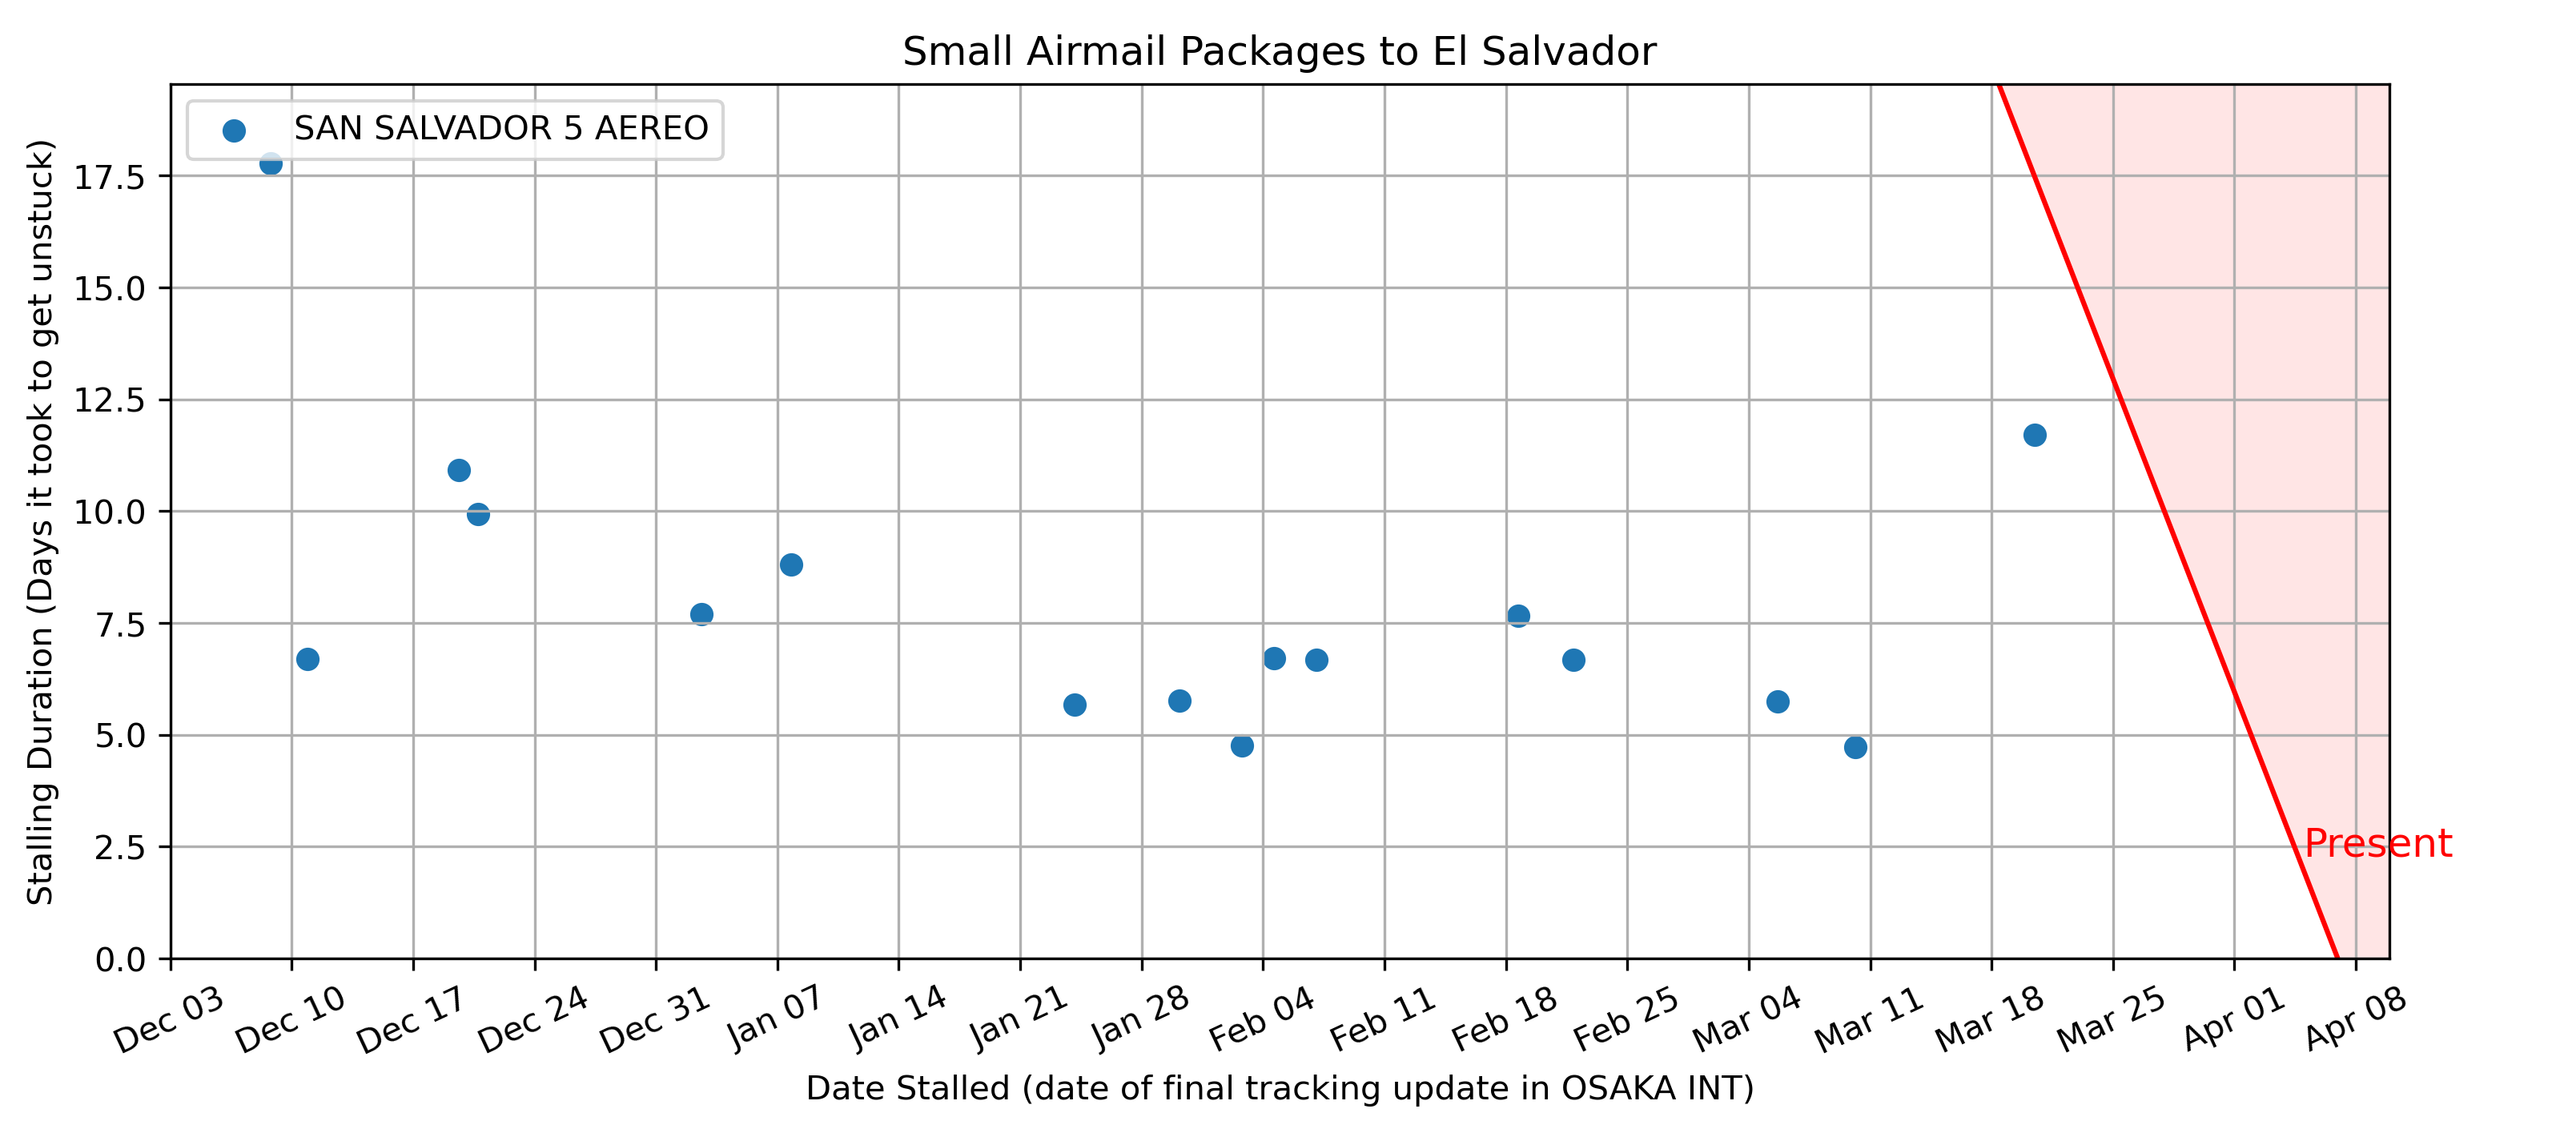 Small Airmail Packages to El Salvador
SAN SALVADOR 5 AEREO
Stalling Duration (Days it took to get unstuck)
17.5
15.0
12.5
10.0
7.5
5.0
2.5
0.0
Present
Dec 03 Dec 10 Dec 17 Dec 24 Dec 31 Jan 07 Jan 14 Jan 21 Jan 28 Feb 04 Feb 11 Feb 18 Feb 25 Mar 04 Mar 11 Mar 18 Mar 25 Apr 01 Apr 08
Date Stalled (date of final tracking update in OSAKA INT)